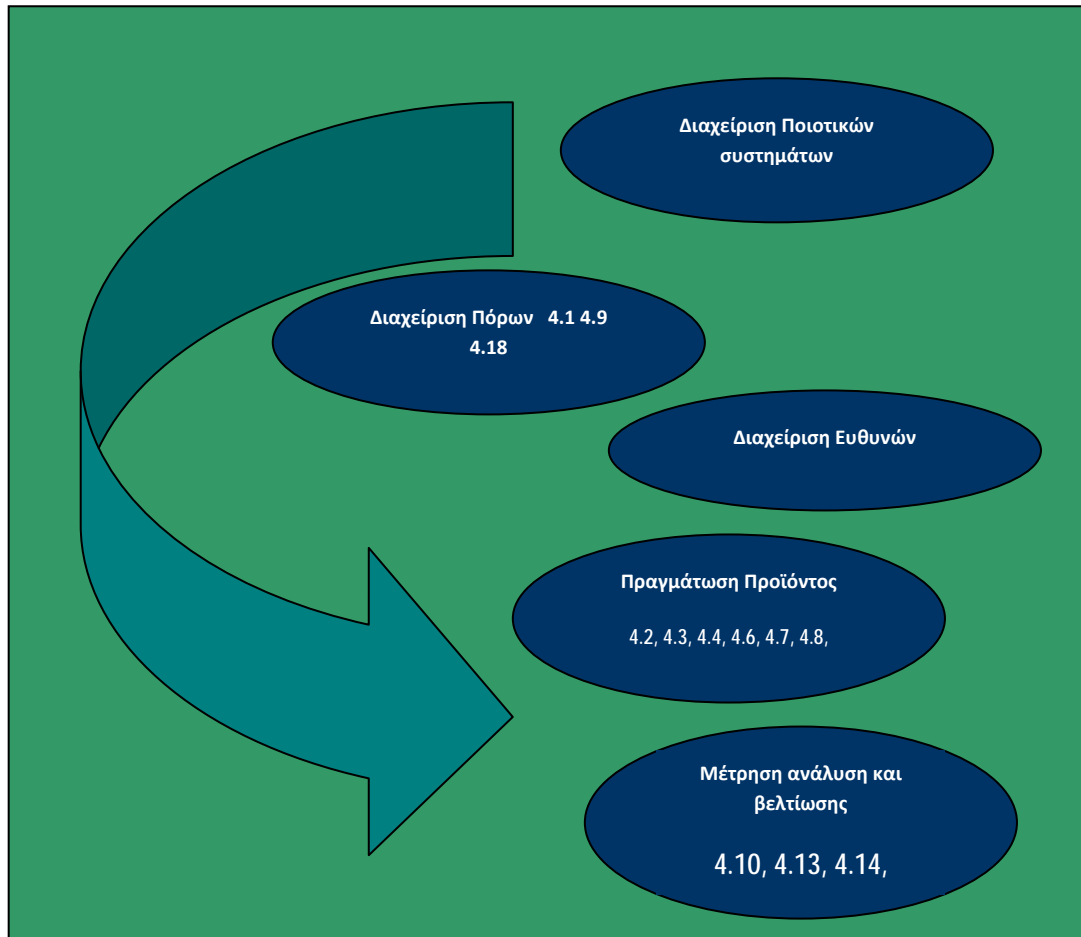 Διαχείριση Ποιοτικών
συστημάτων
Διαχείριση Πόρων 4.1 4.9
4.18
Διαχείριση Ευθυνών
Πραγμάτωση Προϊόντος
4.2, 4.3, 4.4, 4.6, 4.7, 4.8,
Μέτρηση ανάλυση και
βελτίωσης
4.10, 4.13, 4.14,